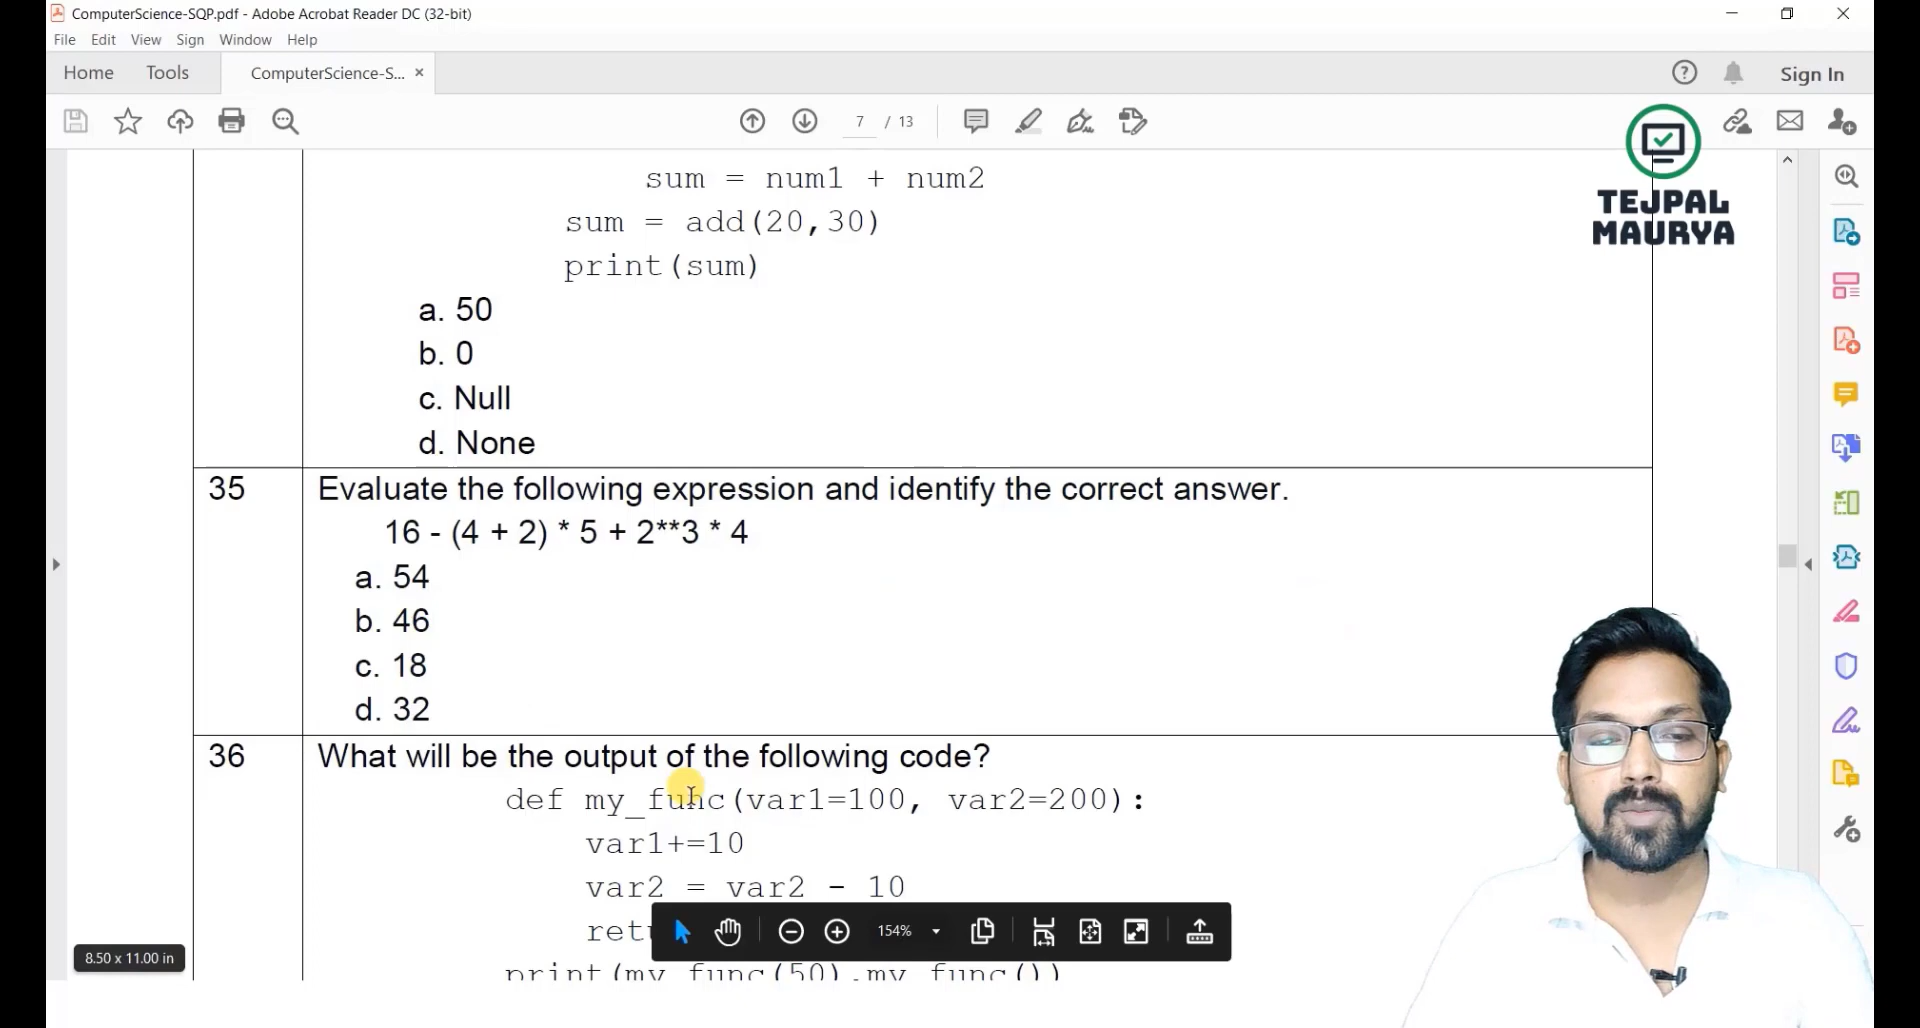 ComputerScience-SQP.pdf - Adobe Acrobat Reader DC (32-bit)
File Edit View Sign Window Help
Home Tools ComputerScience-S... × Sign In
7 / 13
TEJPAL
MAURYA
sum = num1 + num2
sum = add(20,30)
print(sum)
a. 50
b. 0
c. Null
d. None
35 Evaluate the following expression and identify the correct answer.
16 - (4 + 2) * 5 + 2**3 * 4
a. 54
b. 46
c. 18
d. 32
36 What will be the output of the following code?
def my_func(var1=100, var2=200):
var1+=10
var2 = var2 - 10
154%
8.50 x 11.00 in
print(my_func(50),my_func())